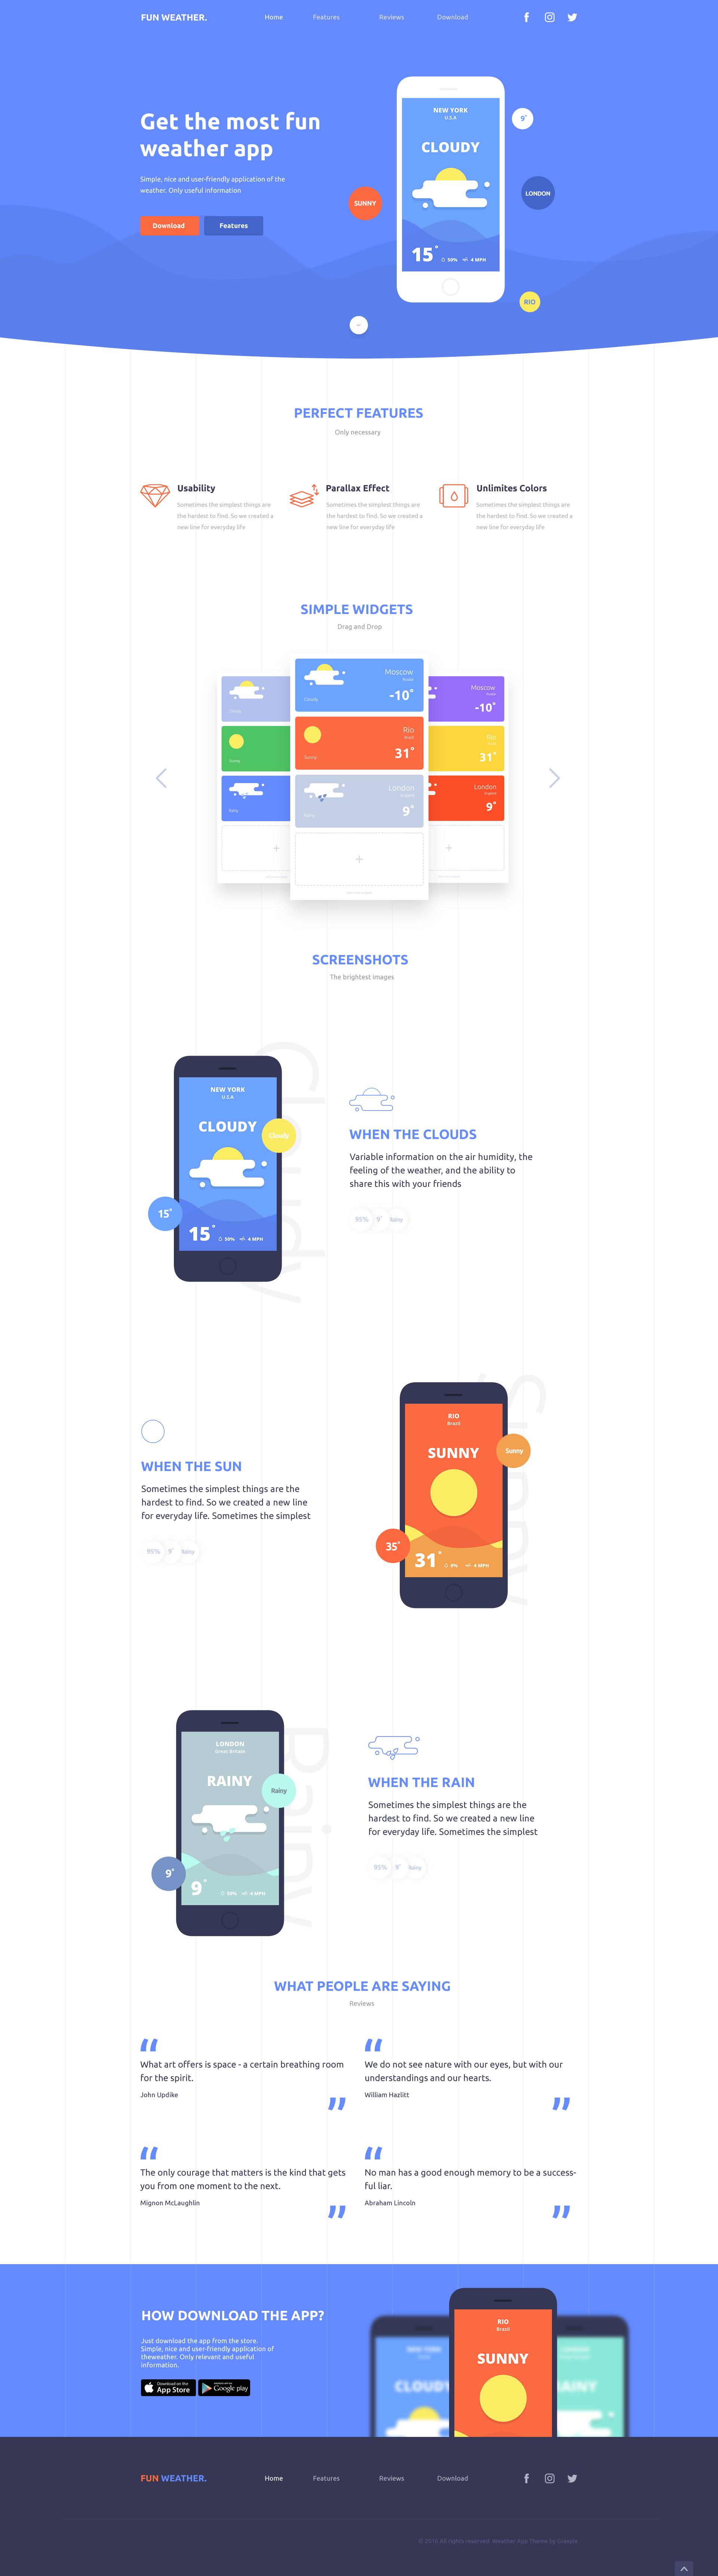 FUN WEATHER.
Home
Features
Reviews
Download
Get the most fun
weather app
Simple, nice and user-friendly application of the
weather. Only useful information
Download
Features
NEW YORK
U.S.A
CLOUDY
15°
50%
4 MPH
9°
SUNNY
LONDON
RIO
PERFECT FEATURES
Only necessary
Usability
Sometimes the simplest things are
the hardest to find. So we created a
new line for everyday life
Parallax Effect
Sometimes the simplest things are
the hardest to find. So we created a
new line for everyday life
Unlimites Colors
Sometimes the simplest things are
the hardest to find. So we created a
new line for everyday life
SIMPLE WIDGETS
Drag and Drop
Cloudy
Sunny
Rainy
+
Moscow
Russia
Cloudy
-10°
Rio
Brazil
Sunny
31°
London
England
Rainy
9°
+
Moscow
Russia
-10°
Rio
Brazil
31°
London
England
9°
+
SCREENSHOTS
The brightest images
Cloudy
NEW YORK
U.S.A
CLOUDY
Cloudy
15°
15°
50%
4 MPH
WHEN THE CLOUDS
Variable information on the air humidity, the
feeling of the weather, and the ability to
share this with your friends
95%
9°
Rainy
WHEN THE SUN
Sometimes the simplest things are the
hardest to find. So we created a new line
for everyday life. Sometimes the simplest
95%
9°
Rainy
Sunny
RIO
Brazil
SUNNY
Sunny
35°
31°
0%
4 MPH
Rainy
LONDON
Great Britain
RAINY
Rainy
9°
9°
50%
4 MPH
WHEN THE RAIN
Sometimes the simplest things are the
hardest to find. So we created a new line
for everyday life. Sometimes the simplest
95%
9°
Rainy
WHAT PEOPLE ARE SAYING
Reviews
“
What art offers is space - a certain breathing room
for the spirit.
John Updike
”
“
We do not see nature with our eyes, but with our
understandings and our hearts.
William Hazlitt
”
“
The only courage that matters is the kind that gets
you from one moment to the next.
Mignon McLaughlin
”
“
No man has a good enough memory to be a success-
ful liar.
Abraham Lincoln
”
HOW DOWNLOAD THE APP?
Just download the app from the store.
Simple, nice and user-friendly application of
theweather. Only relevant and useful
information.
Download on the
App Store
Google play
NEW YORK
CLOUDY
RIO
Brazil
SUNNY
LONDON
RAINY
FUN WEATHER.
Home
Features
Reviews
Download
© 2016 All rights reserved. Weather App Theme by Graspix